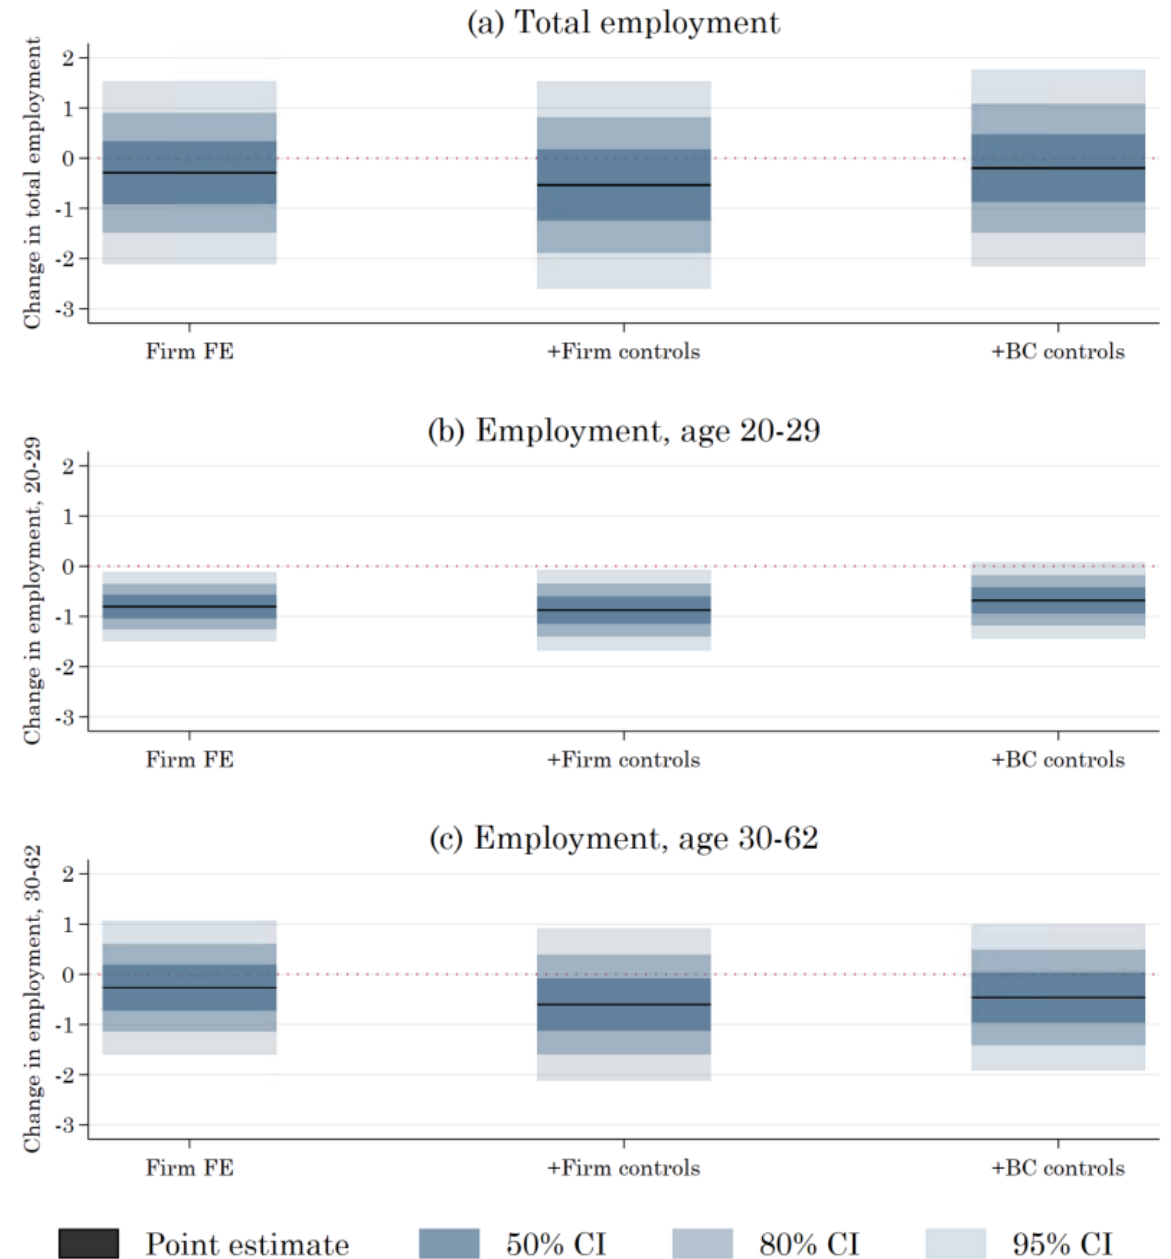 (a) Total employment
Change in total employment
2
1
0
-1
-2
-3
Firm FE +Firm controls +BC controls
(b) Employment, age 20-29
Change in employment, 20-29
2
1
0
-1
-2
-3
Firm FE +Firm controls +BC controls
(c) Employment, age 30-62
Change in employment, 30-62
2
1
0
-1
-2
-3
Firm FE +Firm controls +BC controls
Point estimate 50% CI 80% CI 95% CI